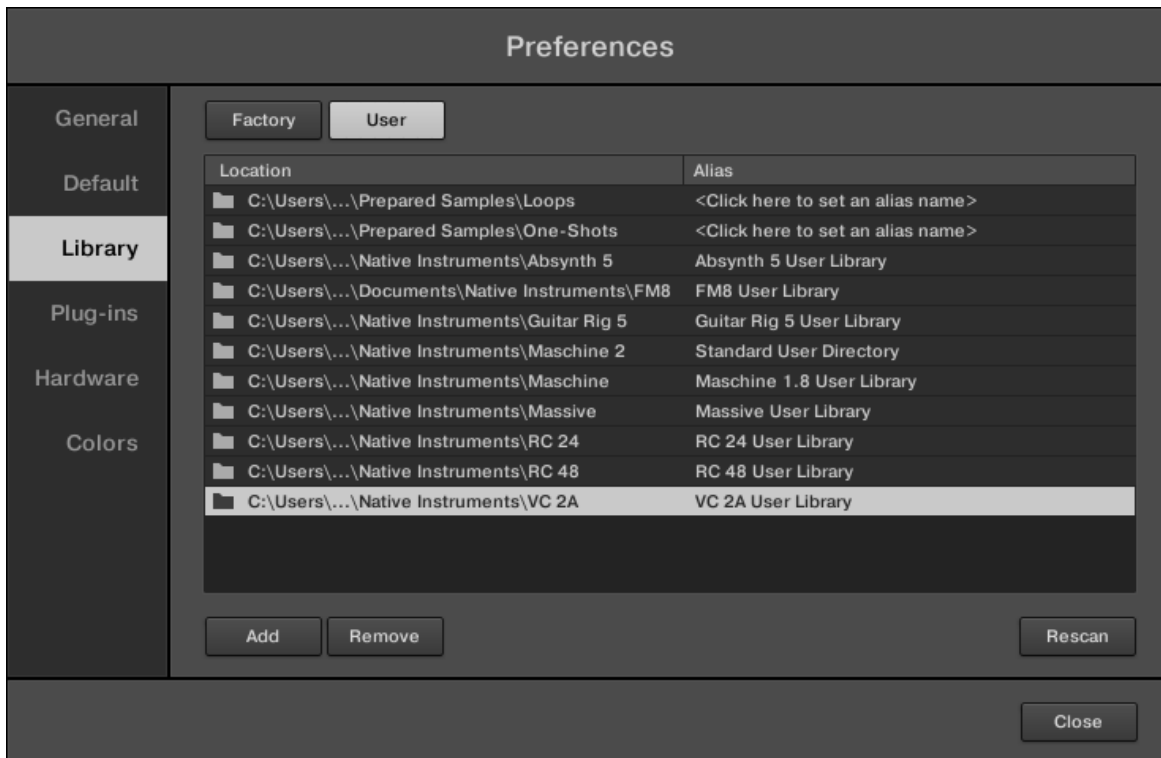 Preferences
General
Default
Library
Plug-ins
Hardware
Colors
Factory User
Location Alias
C:\Users\...\Prepared Samples\Loops <Click here to set an alias name>
C:\Users\...\Prepared Samples\One-Shots <Click here to set an alias name>
C:\Users\...\Native Instruments\Absynth 5 Absynth 5 User Library
C:\Users\...\Documents\Native Instruments\FM8 FM8 User Library
C:\Users\...\Native Instruments\Guitar Rig 5 Guitar Rig 5 User Library
C:\Users\...\Native Instruments\Maschine 2 Standard User Directory
C:\Users\...\Native Instruments\Maschine Maschine 1.8 User Library
C:\Users\...\Native Instruments\Massive Massive User Library
C:\Users\...\Native Instruments\RC 24 RC 24 User Library
C:\Users\...\Native Instruments\RC 48 RC 48 User Library
C:\Users\...\Native Instruments\VC 2A VC 2A User Library
Add Remove Rescan
Close